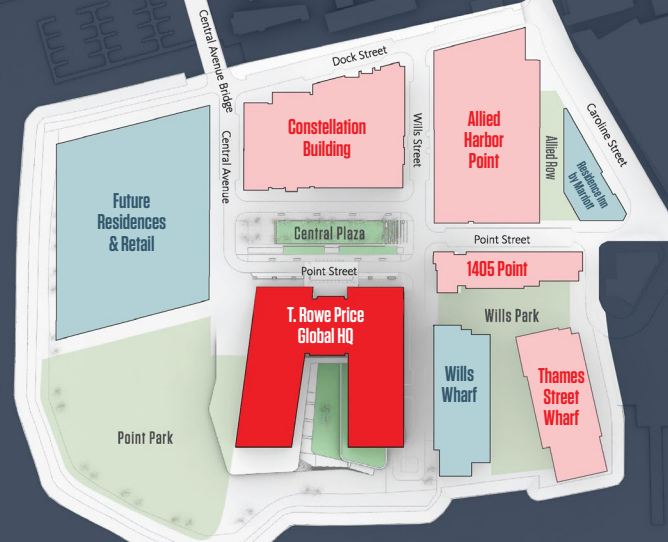 Central Avenue Bridge
Dock Street
Constellation
Building
Wills Street
Allied
Harbor
Point
Allied Row
Caroline Street
Residence Inn
by Marriott
Central Avenue
Future
Residences
& Retail
Central Plaza
Point Street
Point Street
1405 Point
T. Rowe Price
Global HQ
Wills Park
Wills
Wharf
Thames
Street
Wharf
Point Park